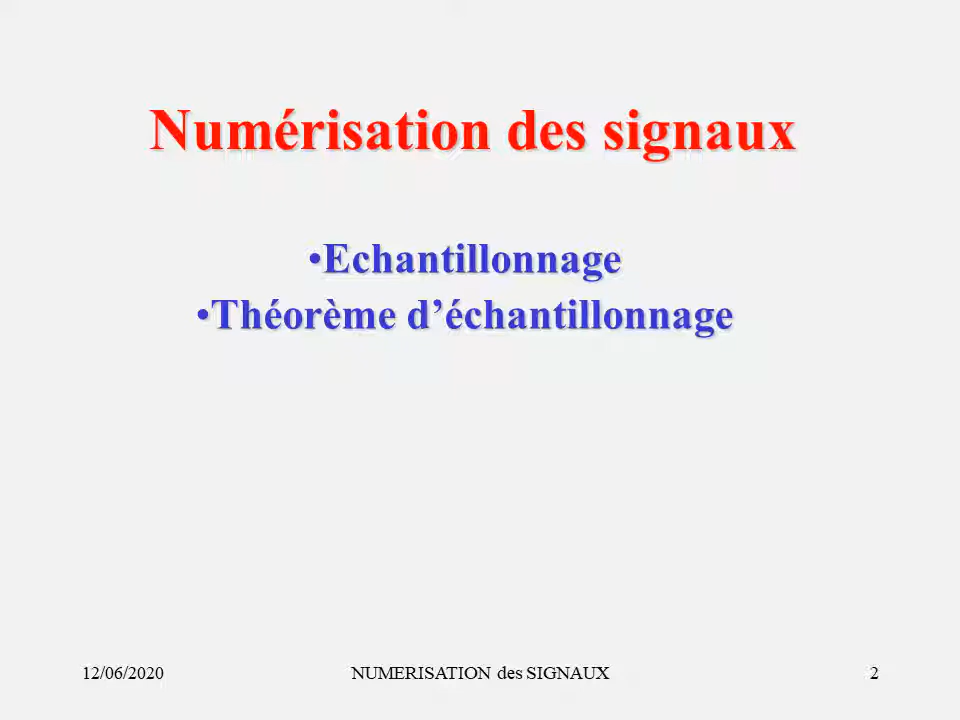 Numérisation des signaux
•Echantillonnage
•Théorème d’échantillonnage
12/06/2020 NUMERISATION des SIGNAUX 2